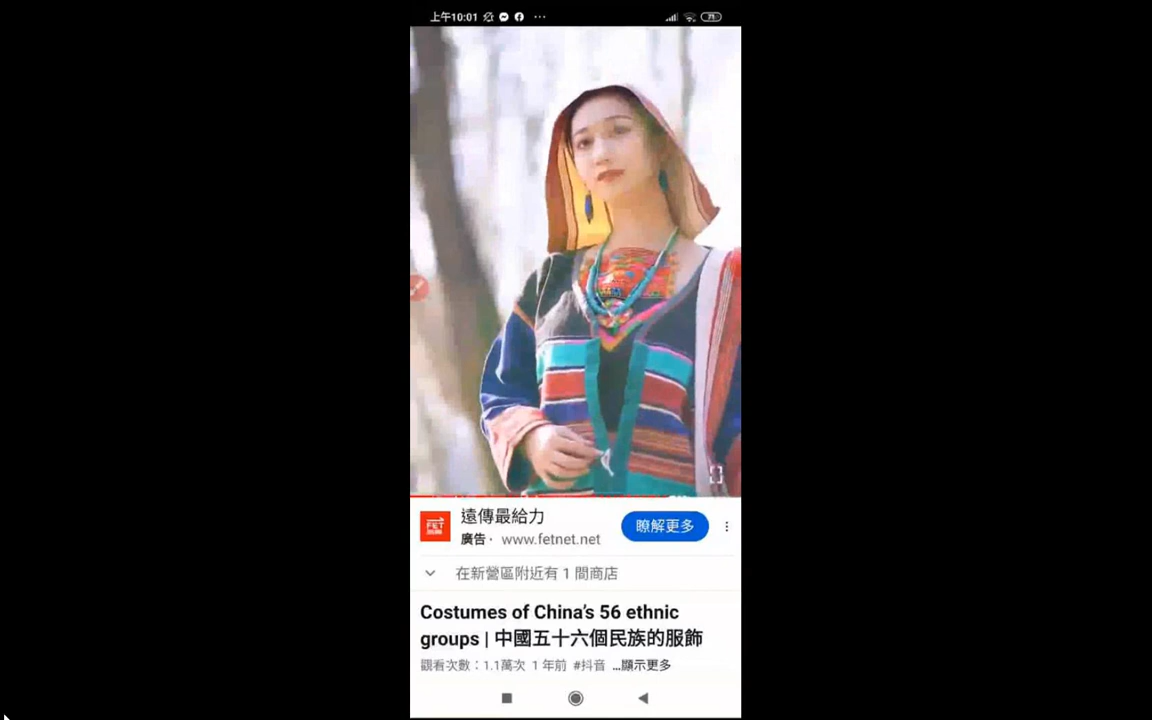 上午10:01
75
遠傳最給力
FET
廣告 · www.fetnet.net
瞭解更多
在新營區附近有 1 間商店
Costumes of China's 56 ethnic
groups | 中國五十六個民族的服飾
觀看次數：1.1萬次 1 年前 #抖音 ...顯示更多